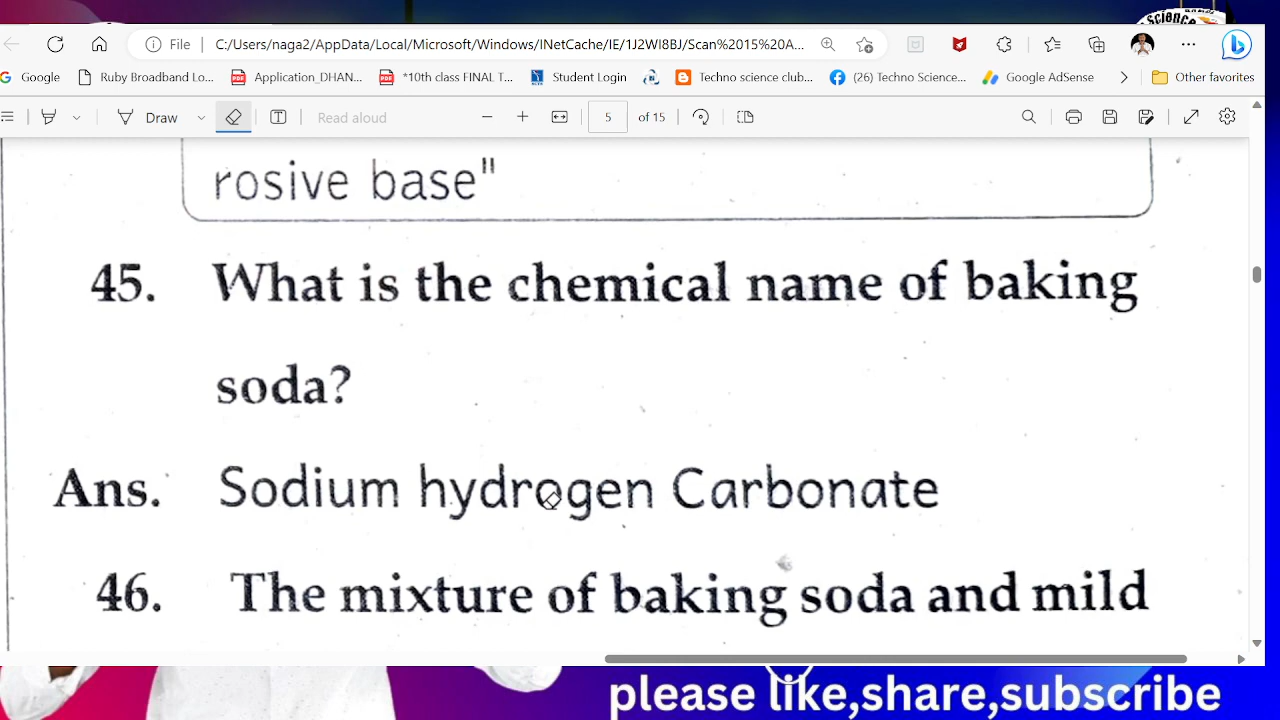 Science
File
C:/Users/naga2/AppData/Local/Microsoft/Windows/INetCache/IE/1J2WI8BJ/Scan%2015%20A...
Google Ruby Broadband Lo... Application_DHAN... *10th class FINAL T... Student Login Techno science club... (26) Techno Science... Google AdSense Other favorites
Draw Read aloud 5 of 15
rosive base"
45. What is the chemical name of baking
soda?
Ans. Sodium hydrogen Carbonate
46. The mixture of baking soda and mild
please like,share,subscribe